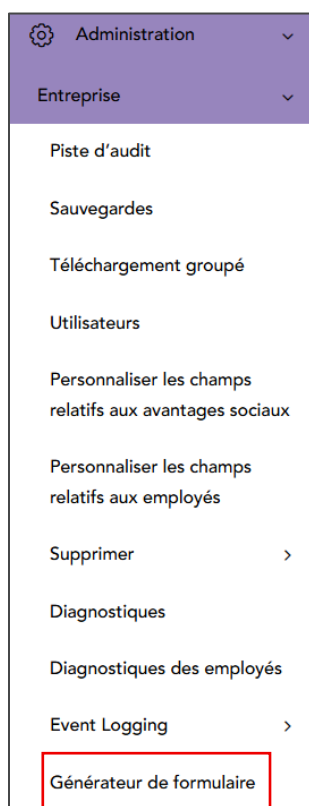 Administration
Entreprise
Piste d’audit
Sauvegardes
Téléchargement groupé
Utilisateurs
Personnaliser les champs
relatifs aux avantages sociaux
Personnaliser les champs
relatifs aux employés
Supprimer
Diagnostiques
Diagnostiques des employés
Event Logging
Générateur de formulaire